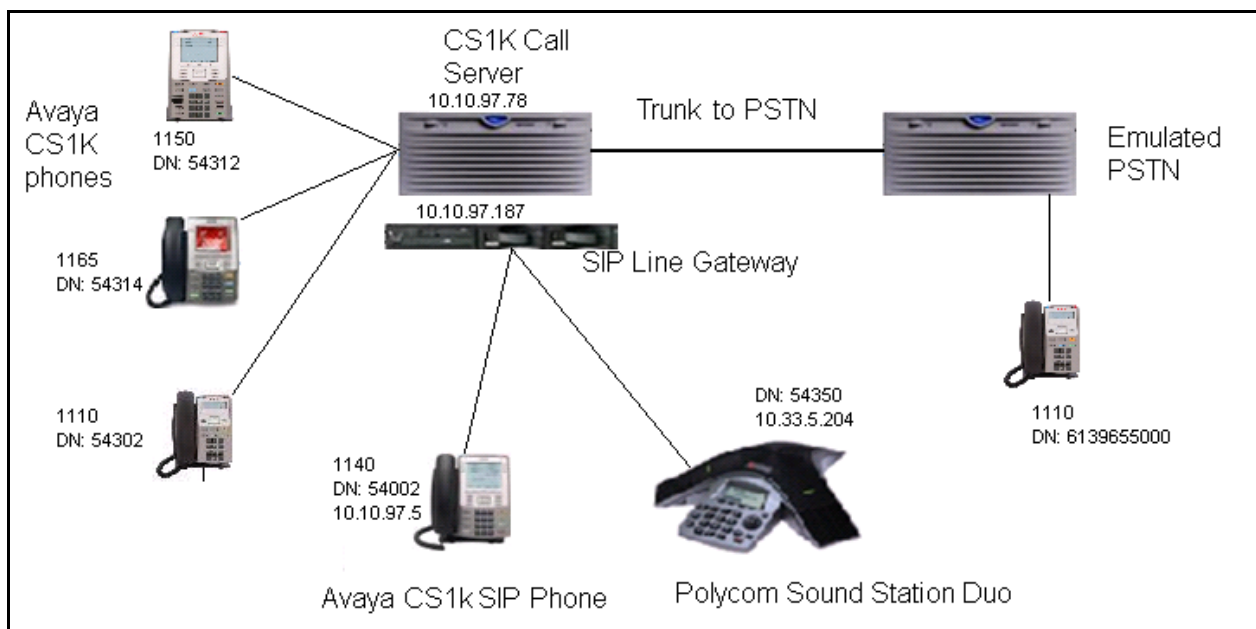 CS1K Call
Server
10.10.97.78
Trunk to PSTN
Avaya
CS1K
phones
1150
DN: 54312
Emulated
PSTN
10.10.97.187
SIP Line Gateway
1165
DN: 54314
1110
DN: 54302
1140
DN: 54002
10.10.97.5
DN: 54350
10.33.5.204
1110
DN: 6139655000
Avaya CS1k SIP Phone
Polycom Sound Station Duo